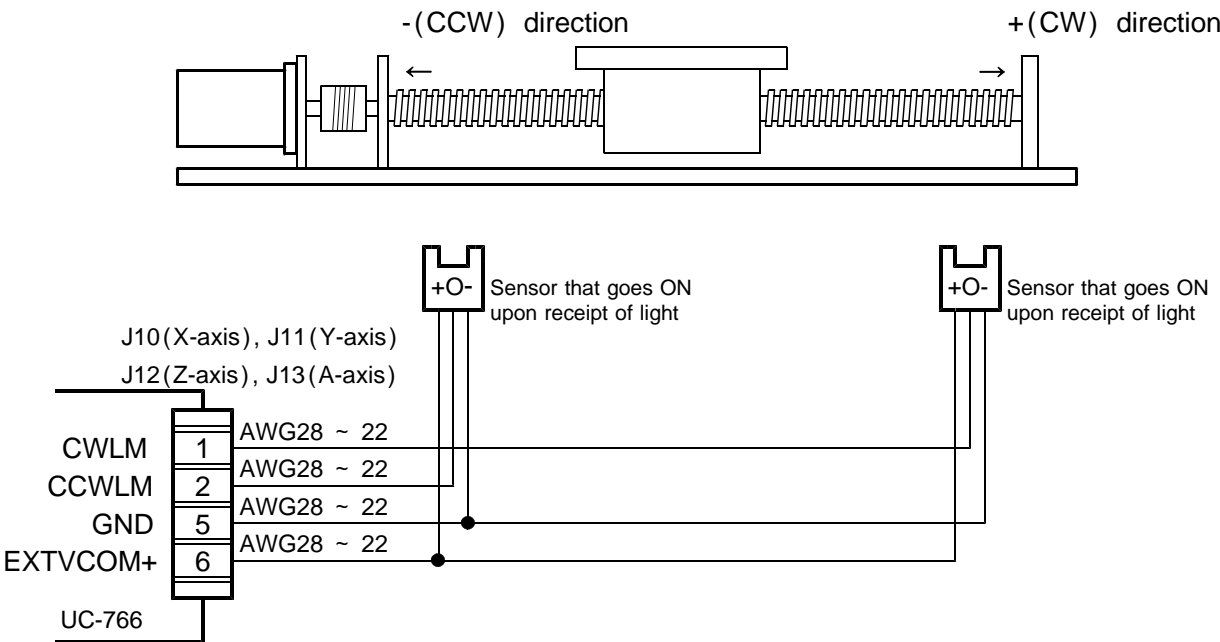 -(CCW) direction
+(CW) direction
← →
+O- Sensor that goes ON
upon receipt of light
+O- Sensor that goes ON
upon receipt of light
J10(X-axis), J11(Y-axis)
J12(Z-axis), J13(A-axis)
CWLM 1 AWG28 ~ 22
CCWLM 2 AWG28 ~ 22
GND 5 AWG28 ~ 22
EXTVCOM+ 6 AWG28 ~ 22
UC-766